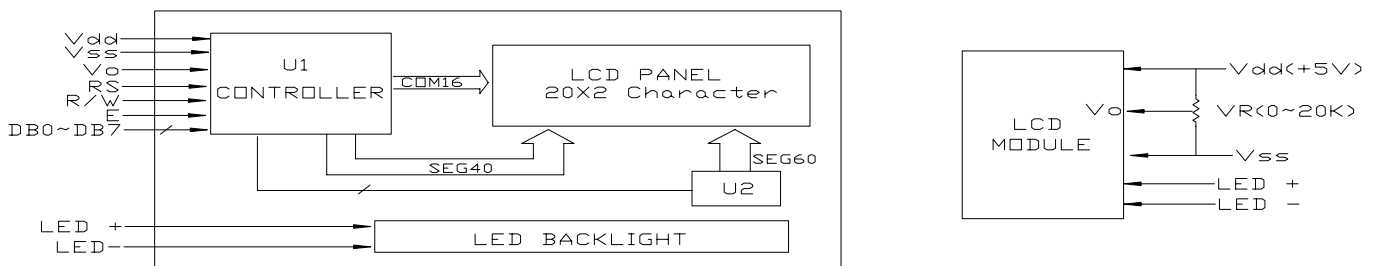 Vdd
Vss
Vo
RS
R/W
E
DB0~DB7
U1
CONTROLLER
COM16
LCD PANEL
20X2 Character
SEG40
SEG60
U2
LED +
LED-
LED BACKLIGHT
LCD
MODULE
Vdd(+5V)
Vo
VR(0~20K)
Vss
LED +
LED -